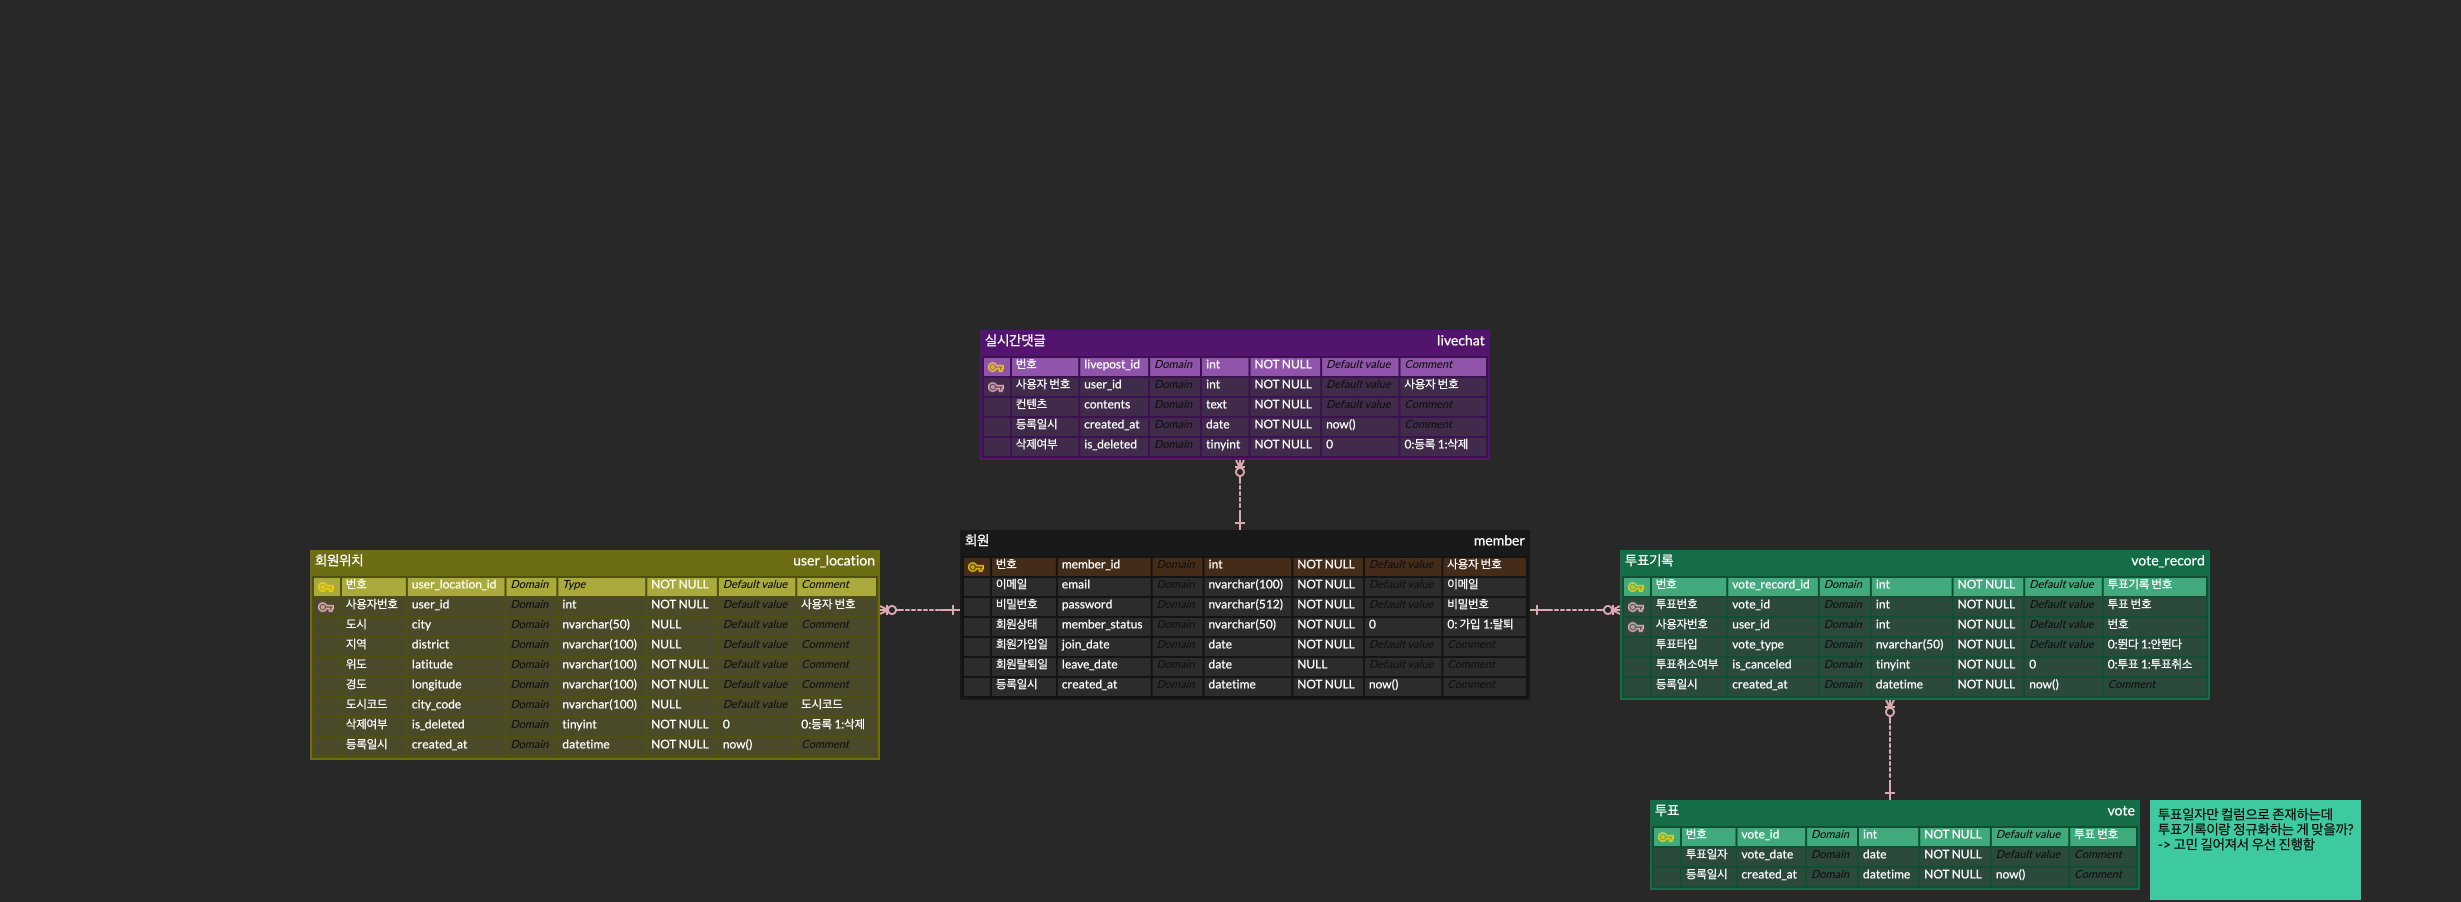 실시간댓글 livechat
번호 livepost_id Domain int NOT NULL Default value Comment
사용자 번호 user_id Domain int NOT NULL Default value 사용자 번호
컨텐츠 contents Domain text NOT NULL Default value Comment
등록일시 created_at Domain date NOT NULL now() Comment
삭제여부 is_deleted Domain tinyint NOT NULL 0 0:등록 1:삭제
회원위치 user_location
번호 user_location_id Domain Type NOT NULL Default value Comment
사용자번호 user_id Domain int NOT NULL Default value 사용자 번호
도시 city Domain nvarchar(50) NULL Default value Comment
지역 district Domain nvarchar(100) NULL Default value Comment
위도 latitude Domain nvarchar(100) NOT NULL Default value Comment
경도 longitude Domain nvarchar(100) NOT NULL Default value Comment
도시코드 city_code Domain nvarchar(100) NULL Default value 도시코드
삭제여부 is_deleted Domain tinyint NOT NULL 0 0:등록 1:삭제
등록일시 created_at Domain datetime NOT NULL now() Comment
회원 member
번호 member_id Domain int NOT NULL Default value 사용자 번호
이메일 email Domain nvarchar(100) NOT NULL Default value 이메일
비밀번호 password Domain nvarchar(512) NOT NULL Default value 비밀번호
회원상태 member_status Domain nvarchar(50) NOT NULL 0 0: 가입 1:탈퇴
회원가입일 join_date Domain date NOT NULL Default value Comment
회원탈퇴일 leave_date Domain date NULL Default value Comment
등록일시 created_at Domain datetime NOT NULL now() Comment
투표기록 vote_record
번호 vote_record_id Domain int NOT NULL Default value 투표기록 번호
투표번호 vote_id Domain int NOT NULL Default value 투표 번호
사용자번호 user_id Domain int NOT NULL Default value 번호
투표타입 vote_type Domain nvarchar(50) NOT NULL Default value 0:뛴다 1:안뛴다
투표취소여부 is_canceled Domain tinyint NOT NULL 0 0:투표 1:투표취소
등록일시 created_at Domain datetime NOT NULL now() Comment
투표 vote
번호 vote_id Domain int NOT NULL Default value 투표 번호
투표일자 vote_date Domain date NOT NULL Default value Comment
등록일시 created_at Domain datetime NOT NULL now() Comment
투표일자만 컬럼으로 존재하는데
투표기록이랑 정규화하는 게 맞을까?
-> 고민 길어져서 우선 진행함